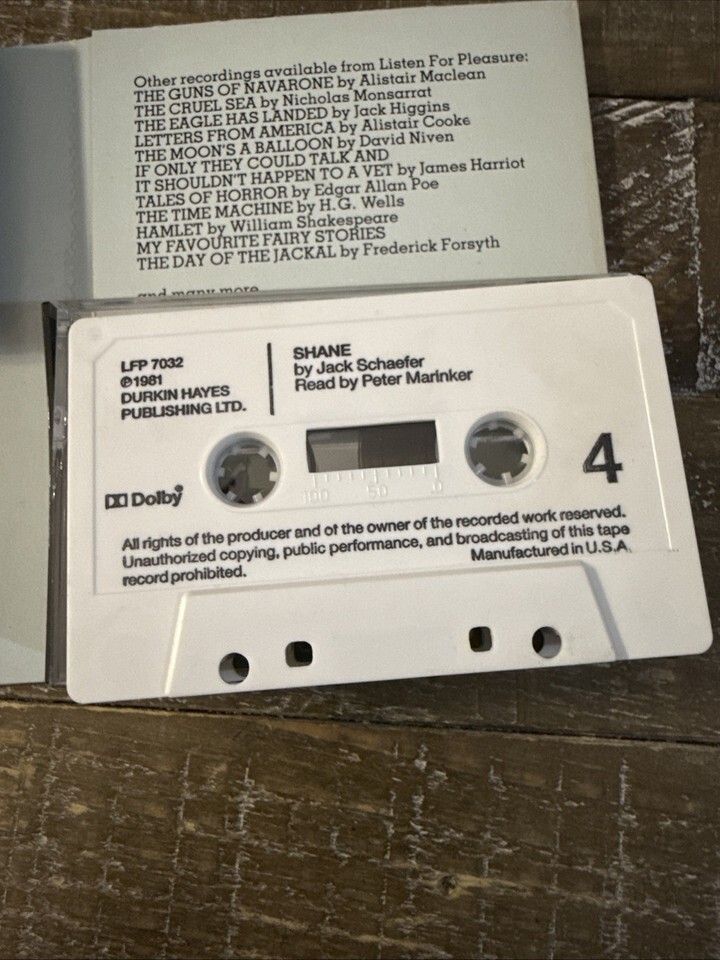 Other recordings available from Listen For Pleasure:
THE GUNS OF NAVARONE by Alistair Maclean
THE CRUEL SEA by Nicholas Monsarrat
THE EAGLE HAS LANDED by Jack Higgins
LETTERS FROM AMERICA by Alistair Cooke
THE MOON'S A BALLOON by David Niven
IF ONLY THEY COULD TALK AND
IT SHOULDN'T HAPPEN TO A VET by James Harriot
TALES OF HORROR by Edgar Allan Poe
THE TIME MACHINE by H.G. Wells
HAMLET by William Shakespeare
MY FAVOURITE FAIRY STORIES
THE DAY OF THE JACKAL by Frederick Forsyth
and many more
LFP 7032
℗1981
DURKIN HAYES
PUBLISHING LTD.
SHANE
by Jack Schaefer
Read by Peter Marinker
100 50 0
4
Dolby
All rights of the producer and of the owner of the recorded work reserved.
Unauthorized copying, public performance, and broadcasting of this tape
record prohibited.
Manufactured in U.S.A.